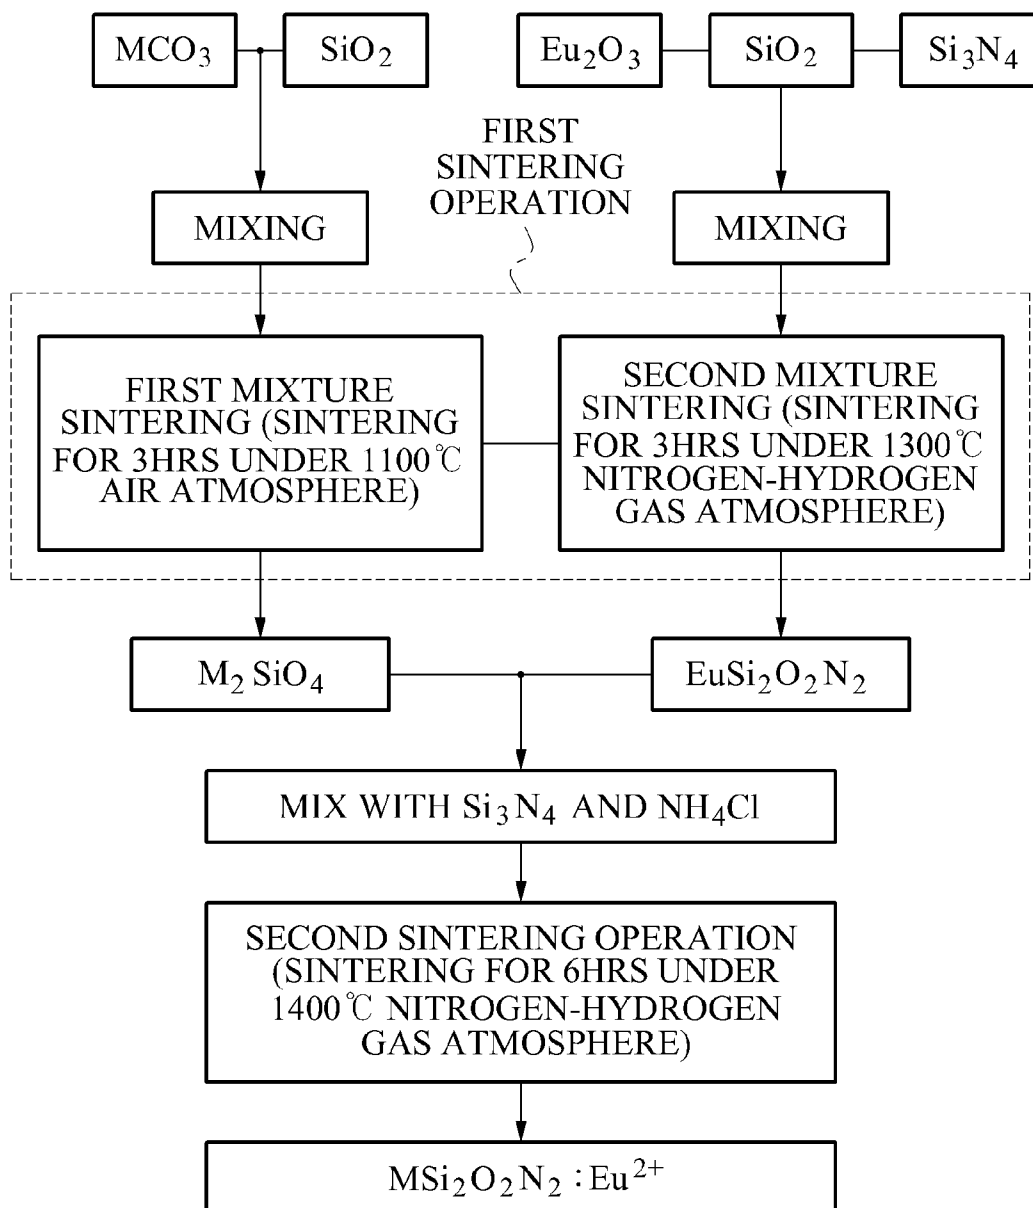 MCO₃
SiO₂
Eu₂O₃
SiO₂
Si₃N₄
FIRST
SINTERING
OPERATION
MIXING
MIXING
FIRST MIXTURE
SINTERING (SINTERING
FOR 3HRS UNDER 1100℃
AIR ATMOSPHERE)
SECOND MIXTURE
SINTERING (SINTERING
FOR 3HRS UNDER 1300℃
NITROGEN-HYDROGEN
GAS ATMOSPHERE)
M₂ SiO₄
EuSi₂O₂N₂
MIX WITH Si₃N₄ AND NH₄Cl
SECOND SINTERING OPERATION
(SINTERING FOR 6HRS UNDER
1400℃ NITROGEN-HYDROGEN
GAS ATMOSPHERE)
MSi₂O₂N₂ : Eu²⁺